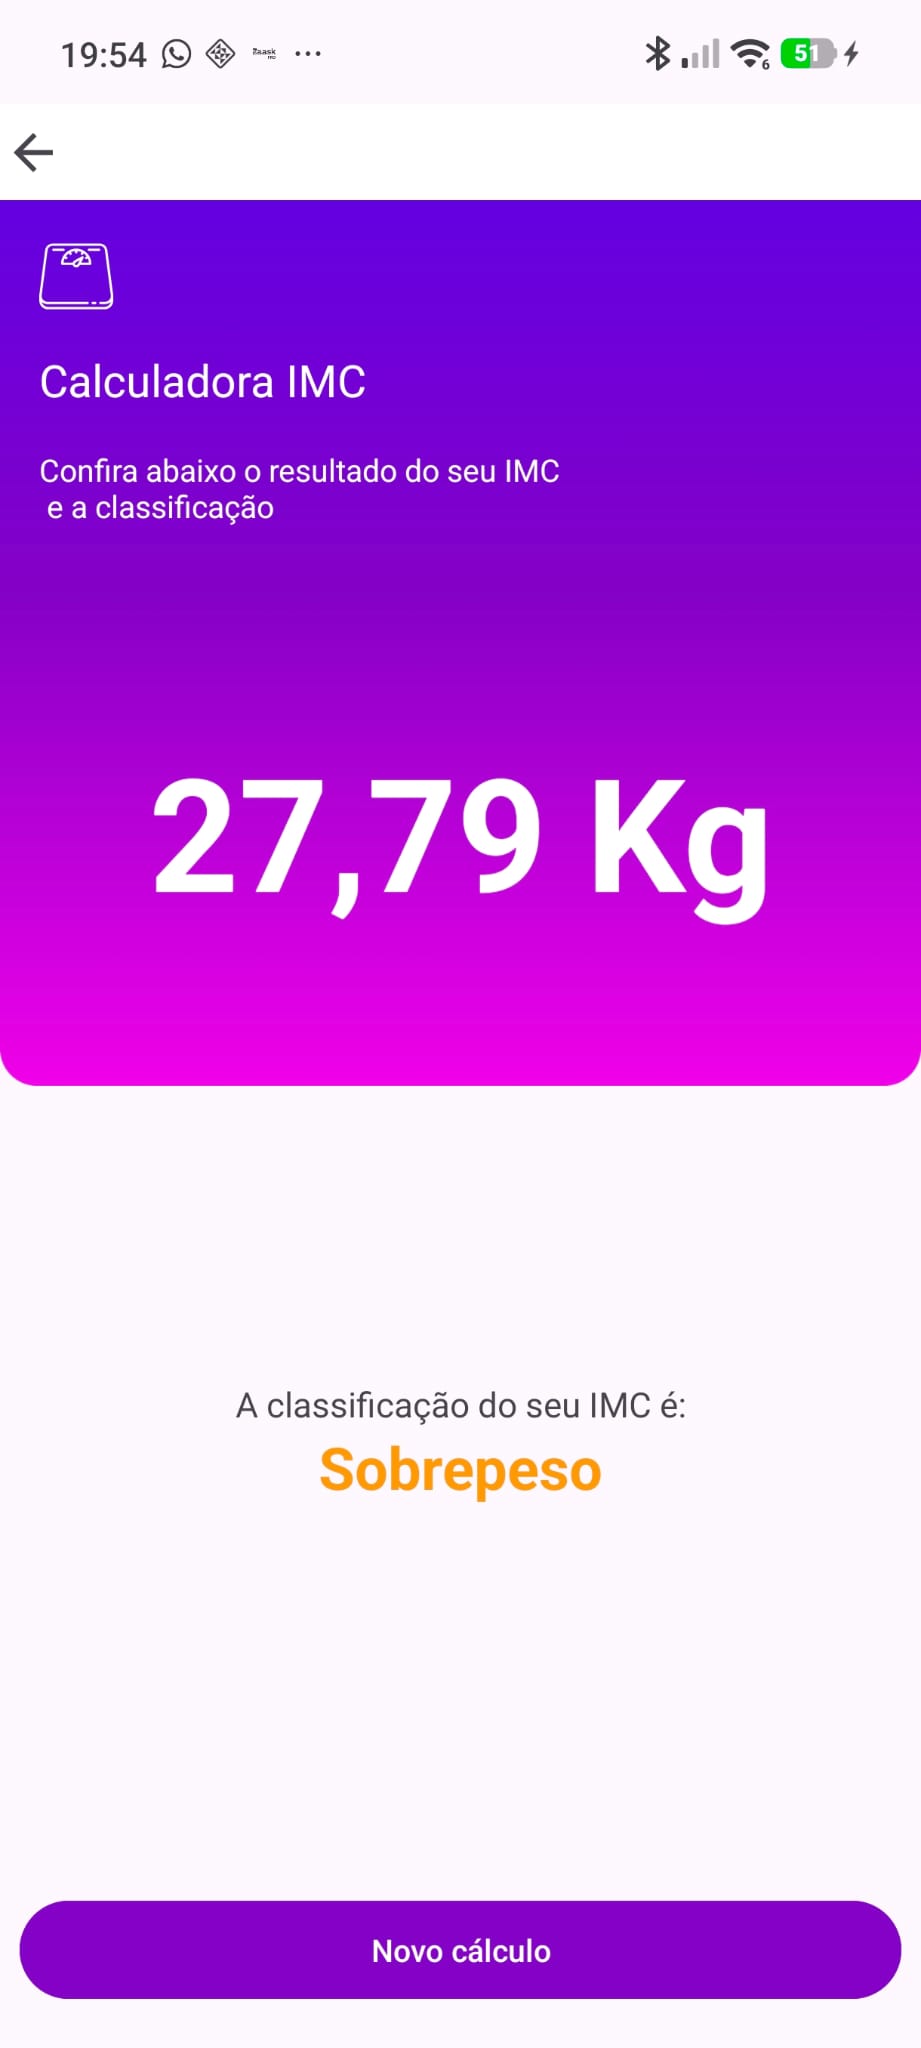 19:54
6
51
Calculadora IMC
Confira abaixo o resultado do seu IMC
e a classificação
27,79 Kg
A classificação do seu IMC é:
Sobrepeso
Novo cálculo